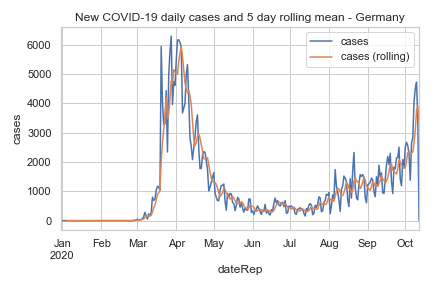 New COVID-19 daily cases and 5 day rolling mean - Germany
cases
cases (rolling)
6000
5000
4000
3000
2000
1000
0
cases
Jan Feb Mar Apr May Jun Jul Aug Sep Oct
2020
dateRep